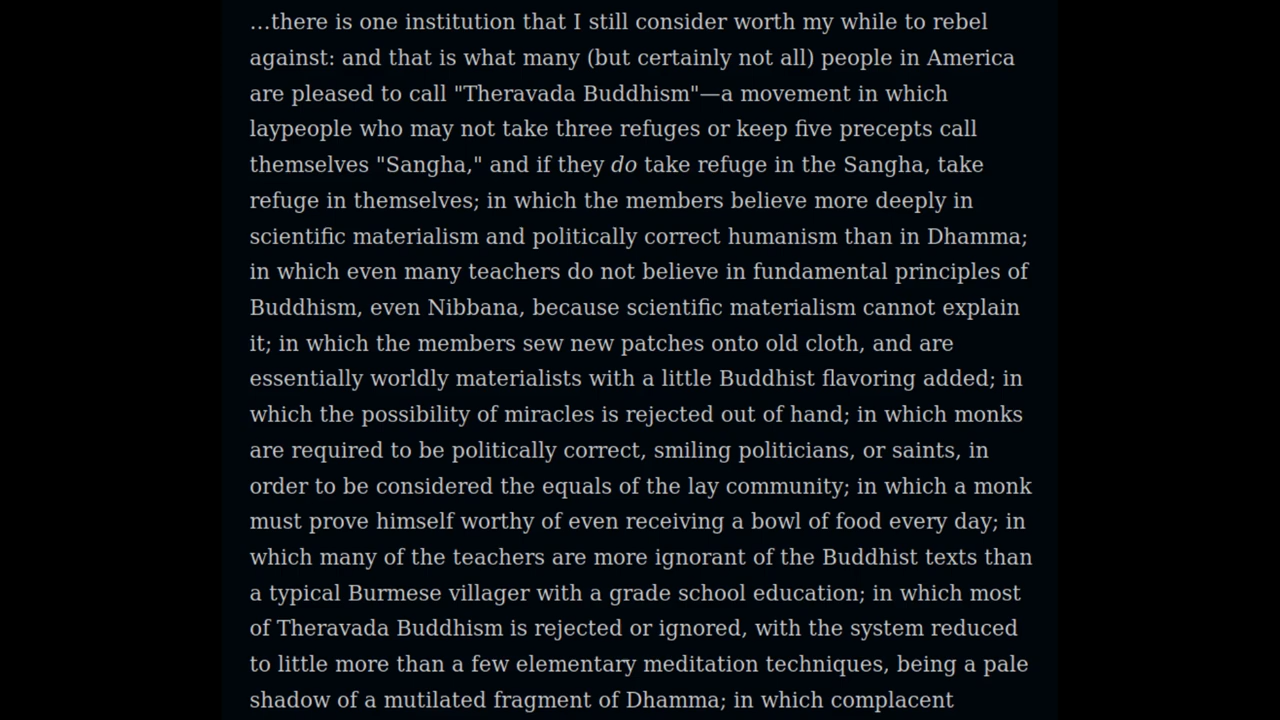 …there is one institution that I still consider worth my while to rebel
against: and that is what many (but certainly not all) people in America
are pleased to call "Theravada Buddhism"—a movement in which
laypeople who may not take three refuges or keep five precepts call
themselves "Sangha," and if they do take refuge in the Sangha, take
refuge in themselves; in which the members believe more deeply in
scientific materialism and politically correct humanism than in Dhamma;
in which even many teachers do not believe in fundamental principles of
Buddhism, even Nibbana, because scientific materialism cannot explain
it; in which the members sew new patches onto old cloth, and are
essentially worldly materialists with a little Buddhist flavoring added; in
which the possibility of miracles is rejected out of hand; in which monks
are required to be politically correct, smiling politicians, or saints, in
order to be considered the equals of the lay community; in which a monk
must prove himself worthy of even receiving a bowl of food every day; in
which many of the teachers are more ignorant of the Buddhist texts than
a typical Burmese villager with a grade school education; in which most
of Theravada Buddhism is rejected or ignored, with the system reduced
to little more than a few elementary meditation techniques, being a pale
shadow of a mutilated fragment of Dhamma; in which complacent